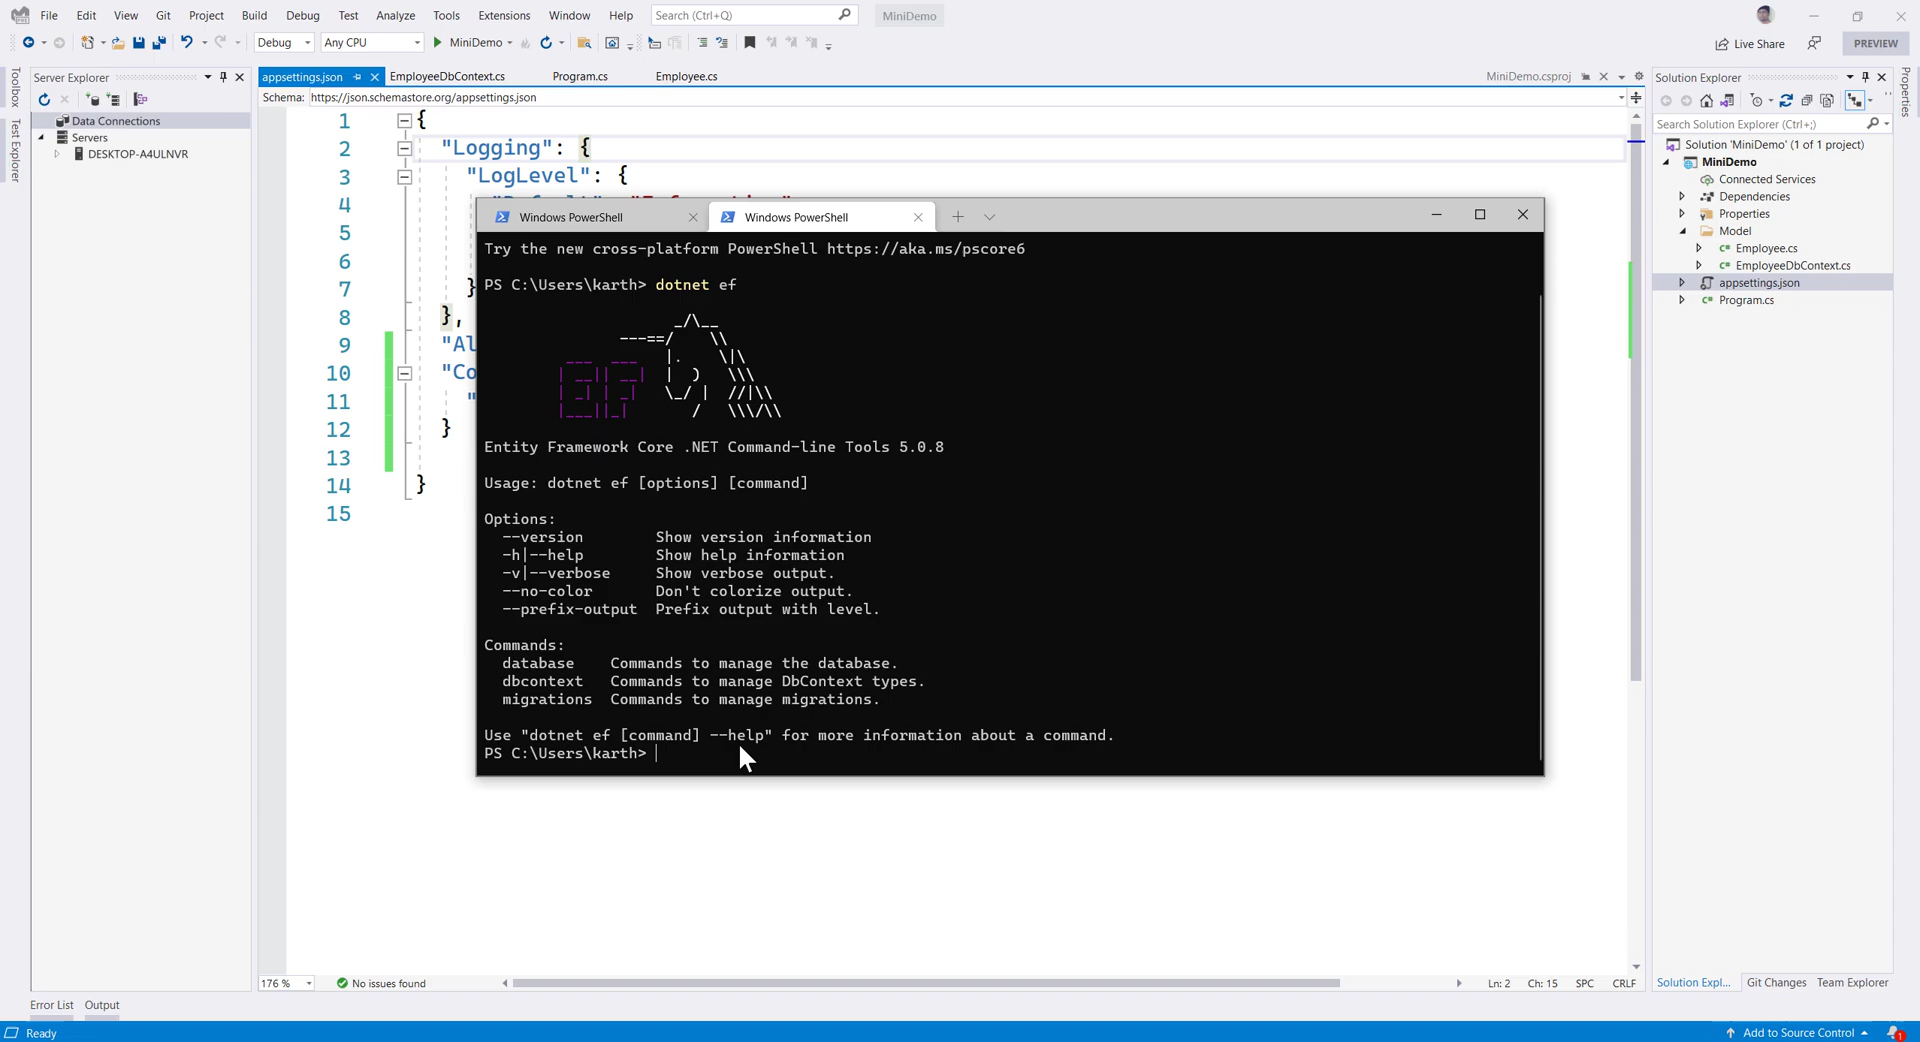 File Edit View Git Project Build Debug Test Analyze Tools Extensions Window Help Search (Ctrl+Q) MiniDemo
Debug Any CPU MiniDemo Live Share PREVIEW
Toolbox
Test Explorer
Server Explorer
Data Connections
Servers
DESKTOP-A4ULNVR
appsettings.json EmployeeDbContext.cs Program.cs Employee.cs MiniDemo.csproj
Schema: https://json.schemastore.org/appsettings.json
1 {
2 "Logging": {
3 "LogLevel": {
4
5
6
7 }
8 },
9 "Al
10 "Co
11 "
12 }
13
14 }
15
Windows PowerShell Windows PowerShell
Try the new cross-platform PowerShell https://aka.ms/pscore6
PS C:\Users\karth> dotnet ef
EF
Entity Framework Core .NET Command-line Tools 5.0.8
Usage: dotnet ef [options] [command]
Options:
--version Show version information
-h|--help Show help information
-v|--verbose Show verbose output.
--no-color Don't colorize output.
--prefix-output Prefix output with level.
Commands:
database Commands to manage the database.
dbcontext Commands to manage DbContext types.
migrations Commands to manage migrations.
Use "dotnet ef [command] --help" for more information about a command.
PS C:\Users\karth>
Solution Explorer
Search Solution Explorer (Ctrl+;)
Solution 'MiniDemo' (1 of 1 project)
MiniDemo
Connected Services
Dependencies
Properties
Model
Employee.cs
EmployeeDbContext.cs
appsettings.json
Program.cs
Properties
176 % No issues found Ln: 2 Ch: 15 SPC CRLF
Solution Expl... Git Changes Team Explorer
Error List Output
Ready Add to Source Control 1